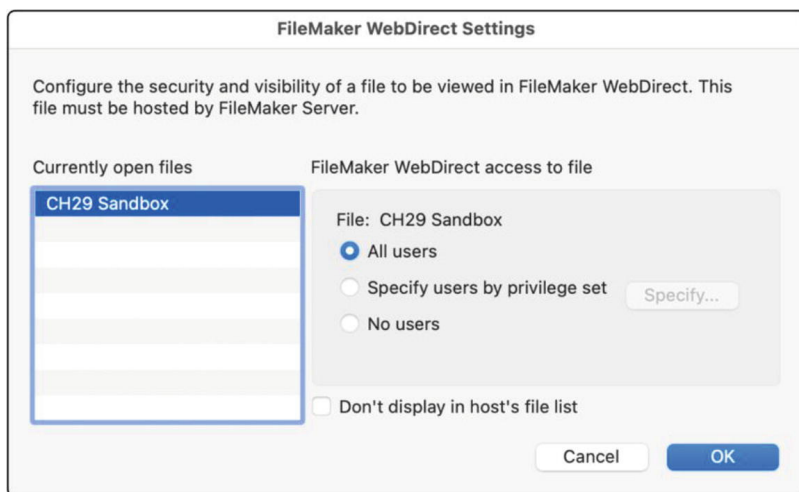 FileMaker WebDirect Settings
Configure the security and visibility of a file to be viewed in FileMaker WebDirect. This
file must be hosted by FileMaker Server.
Currently open files
CH29 Sandbox
FileMaker WebDirect access to file
File: CH29 Sandbox
All users
Specify users by privilege set
Specify...
No users
Don't display in host's file list
Cancel
OK